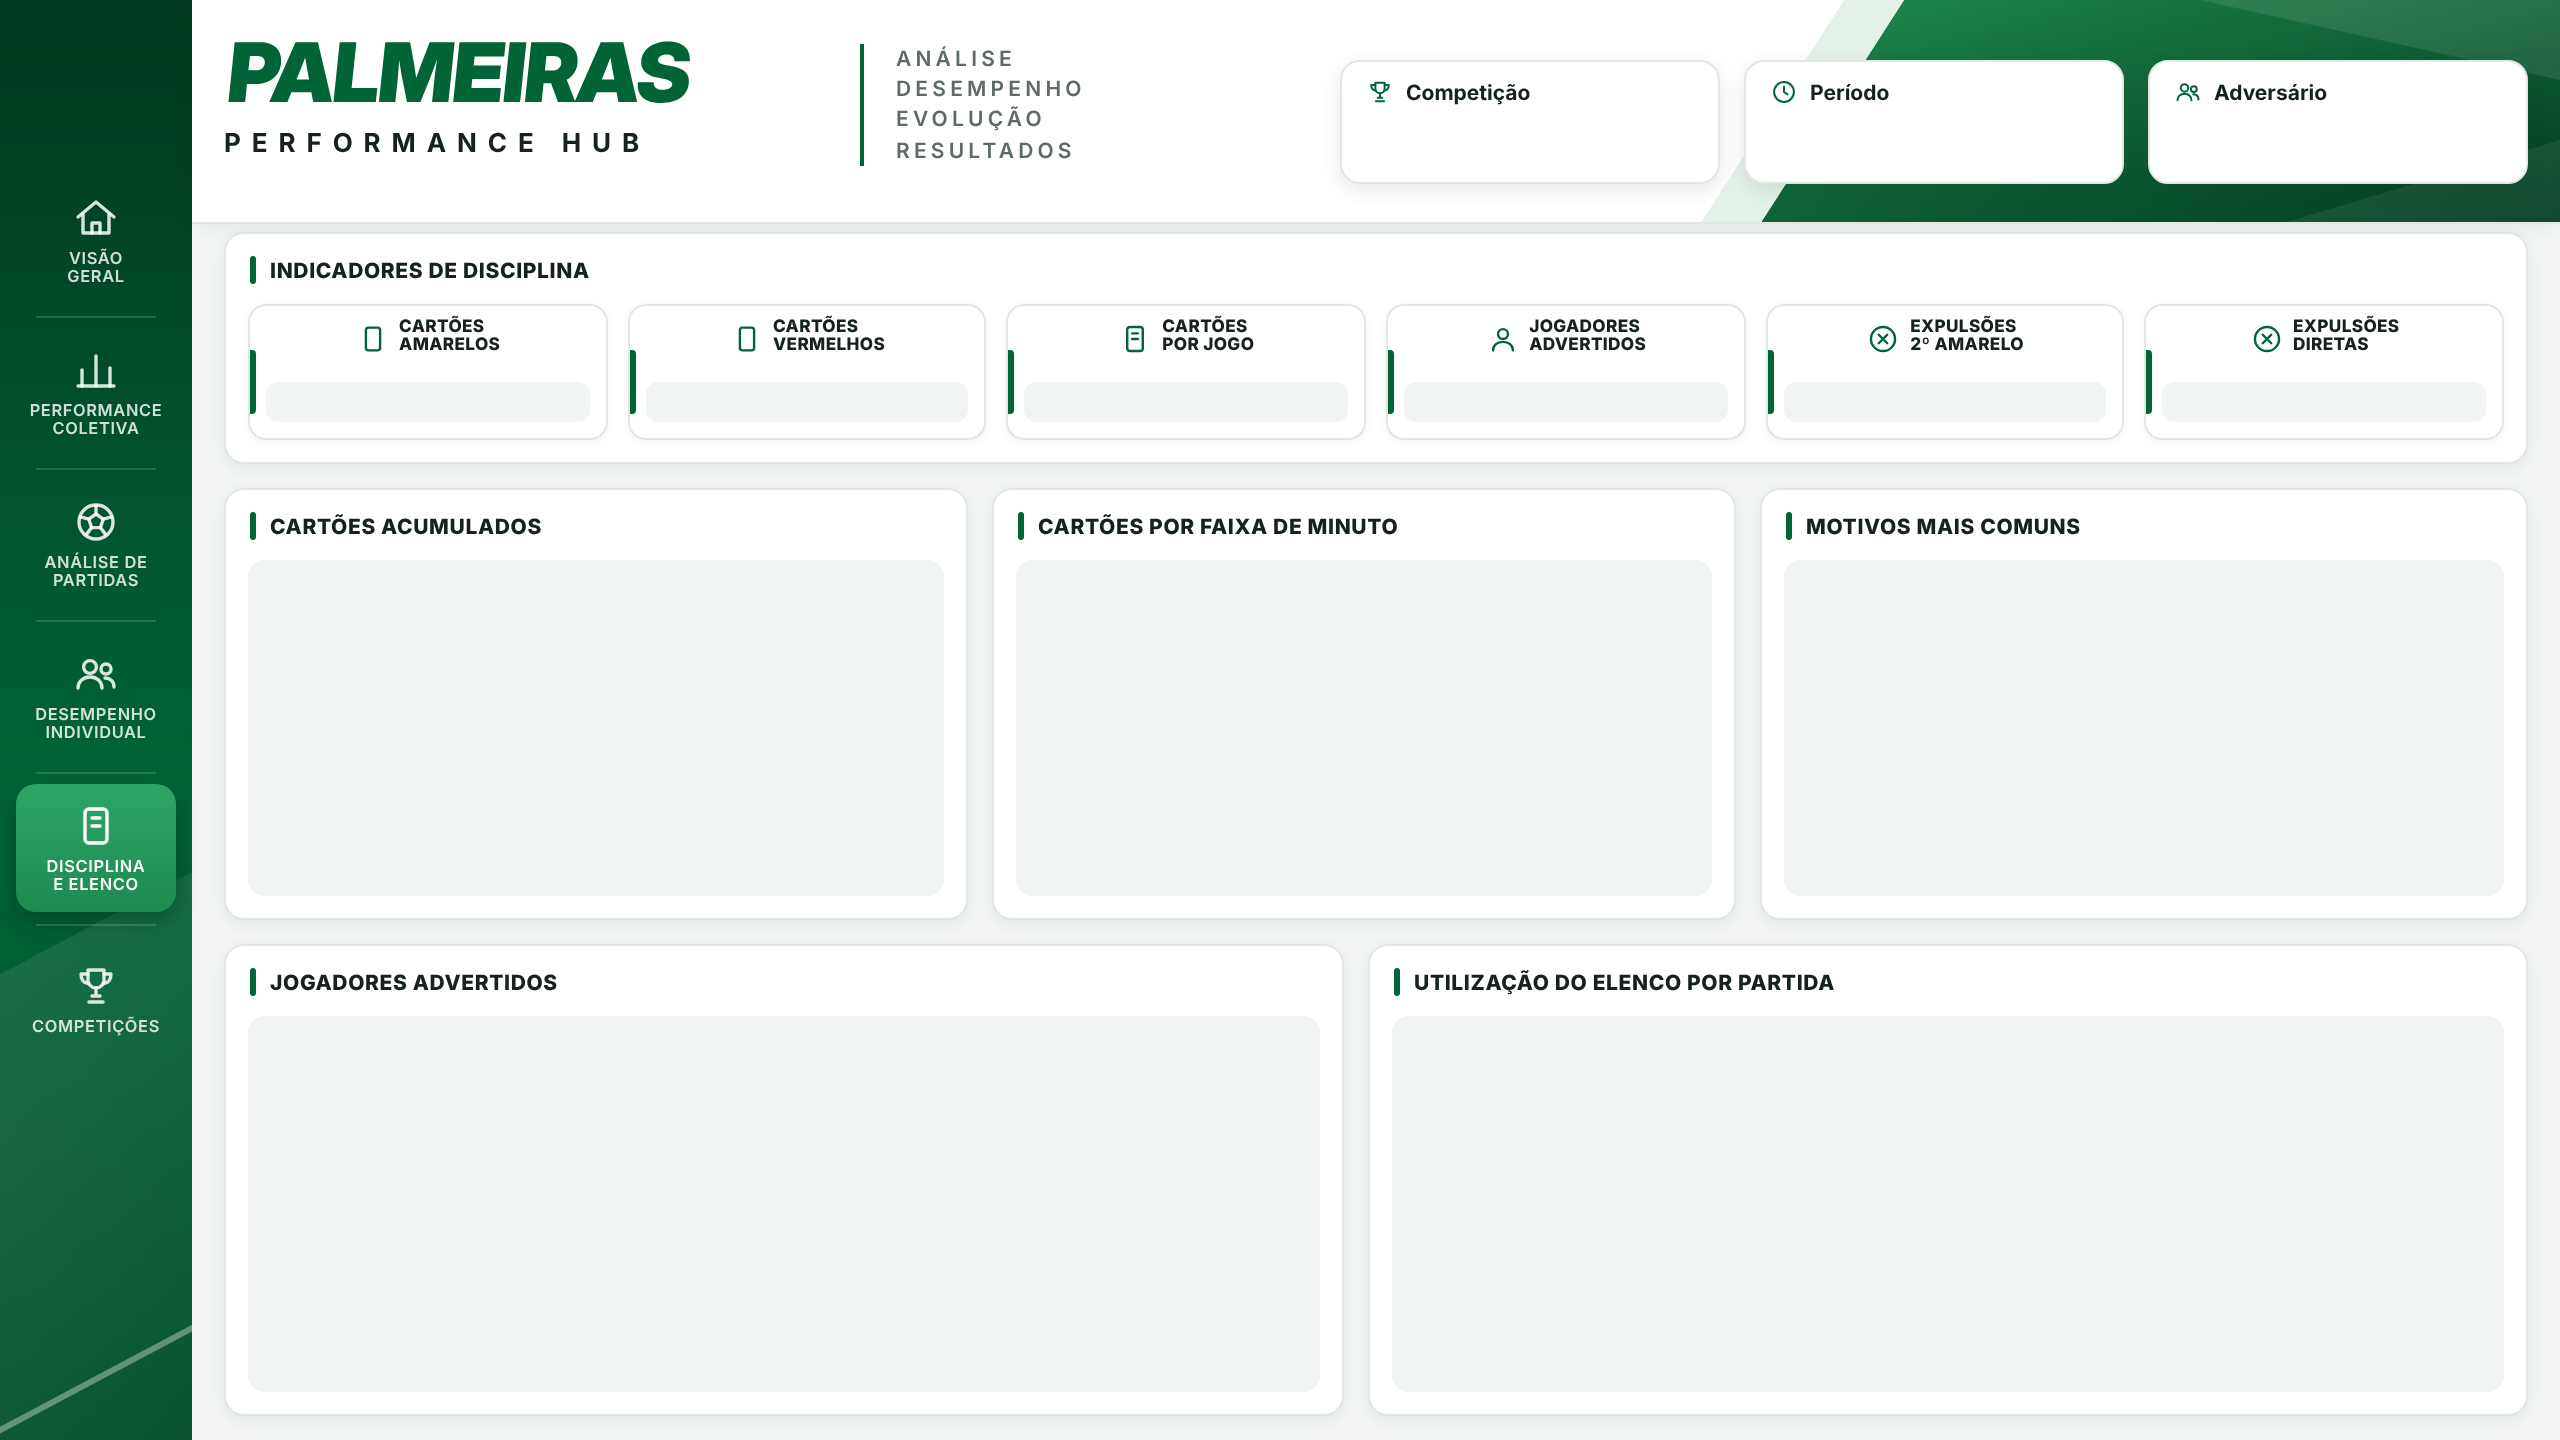 PALMEIRAS
PERFORMANCE HUB
ANÁLISE
DESEMPENHO
EVOLUÇÃO
RESULTADOS
Competição
Período
Adversário
VISÃO
GERAL
PERFORMANCE
COLETIVA
ANÁLISE DE
PARTIDAS
DESEMPENHO
INDIVIDUAL
DISCIPLINA
E ELENCO
COMPETIÇÕES
INDICADORES DE DISCIPLINA
CARTÕES
AMARELOS
CARTÕES
VERMELHOS
CARTÕES
POR JOGO
JOGADORES
ADVERTIDOS
EXPULSÕES
2º AMARELO
EXPULSÕES
DIRETAS
CARTÕES ACUMULADOS
CARTÕES POR FAIXA DE MINUTO
MOTIVOS MAIS COMUNS
JOGADORES ADVERTIDOS
UTILIZAÇÃO DO ELENCO POR PARTIDA